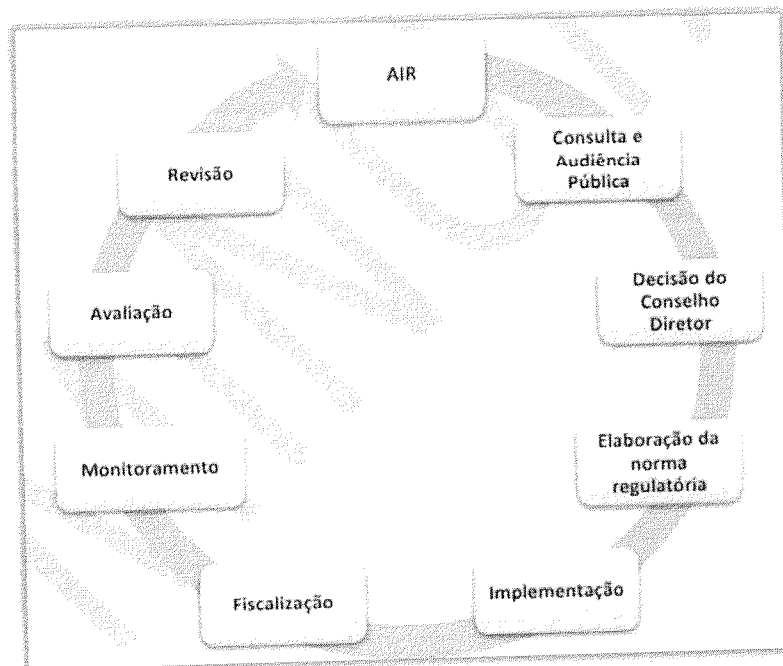 AIR
Consulta e
Audiência
Pública
Decisão do
Conselho
Diretor
Elaboração da
norma
regulatória
Implementação
Fiscalização
Monitoramento
Avaliação
Revisão